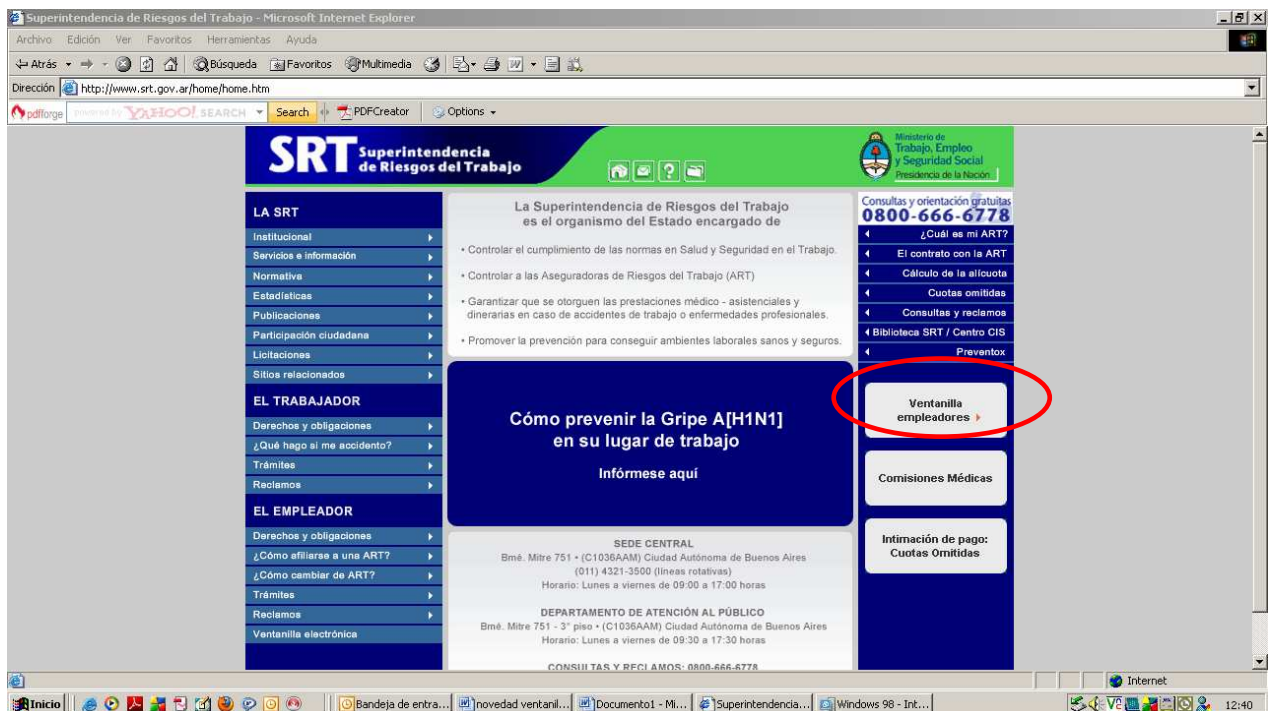 Superintendencia de Riesgos del Trabajo - Microsoft Internet Explorer
Archivo Edición Ver Favoritos Herramientas Ayuda
Atrás Búsqueda Favoritos Multimedia
Dirección http://www.srt.gov.ar/home/home.htm
pdfforge powered by YAHOO! SEARCH Search PDFCreator Options
SRT Superintendencia
de Riesgos del Trabajo
Ministerio de
Trabajo, Empleo
y Seguridad Social
Presidencia de la Nación
LA SRT
Institucional
Servicios e información
Normativa
Estadísticas
Publicaciones
Participación ciudadana
Licitaciones
Sitios relacionados
EL TRABAJADOR
Derechos y obligaciones
¿Qué hago si me accidento?
Trámites
Reclamos
EL EMPLEADOR
Derechos y obligaciones
¿Cómo afiliarse a una ART?
¿Cómo cambiar de ART?
Trámites
Reclamos
Ventanilla electrónica
La Superintendencia de Riesgos del Trabajo
es el organismo del Estado encargado de
• Controlar el cumplimiento de las normas en Salud y Seguridad en el Trabajo.
• Controlar a las Aseguradoras de Riesgos del Trabajo (ART)
• Garantizar que se otorguen las prestaciones médico - asistenciales y
dinerarias en caso de accidentes de trabajo o enfermedades profesionales.
• Promover la prevención para conseguir ambientes laborales sanos y seguros.
Cómo prevenir la Gripe A[H1N1]
en su lugar de trabajo
Infórmese aquí
SEDE CENTRAL
Bmé. Mitre 751 • (C1036AAM) Ciudad Autónoma de Buenos Aires
(011) 4321-3500 (líneas rotativas)
Horario: Lunes a viernes de 09:00 a 17:00 horas
DEPARTAMENTO DE ATENCIÓN AL PÚBLICO
Bmé. Mitre 751 - 3° piso • (C1036AAM) Ciudad Autónoma de Buenos Aires
Horario: Lunes a viernes de 09:30 a 17:30 horas
CONSULTAS Y RECLAMOS: 0800-666-6778
Consultas y orientación gratuitas
0800-666-6778
¿Cuál es mi ART?
El contrato con la ART
Cálculo de la alícuota
Cuotas omitidas
Consultas y reclamos
Biblioteca SRT / Centro CIS
Preventox
Ventanilla
empleadores
Comisiones Médicas
Intimación de pago:
Cuotas Omitidas
Internet
Inicio Bandeja de entra... novedad ventanil... Documento1 - Mi... Superintendencia... Windows 98 - Int... 12:40